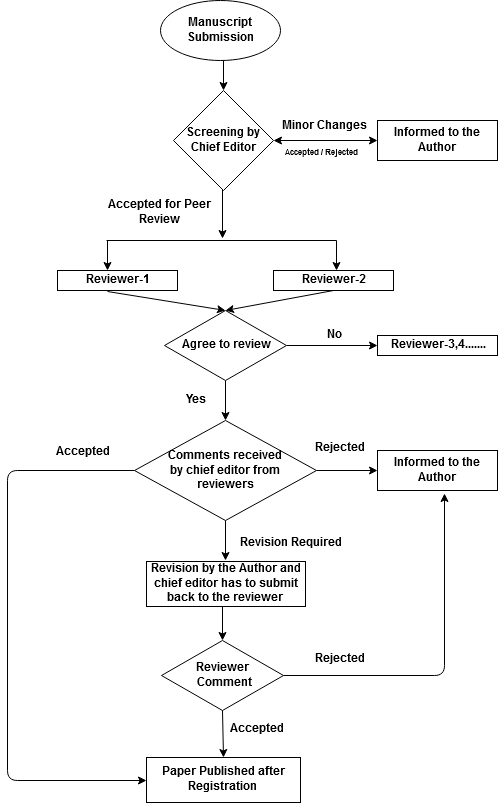 Manuscript
Submission
Screening by
Chief Editor
Minor Changes
Accepted / Rejected
Informed to the
Author
Accepted for Peer
Review
Reviewer-1
Reviewer-2
Agree to review
No
Reviewer-3,4.......
Yes
Accepted
Comments received
by chief editor from
reviewers
Rejected
Informed to the
Author
Revision Required
Revision by the Author and
chief editor has to submit
back to the reviewer
Reviewer
Comment
Rejected
Accepted
Paper Published after
Registration